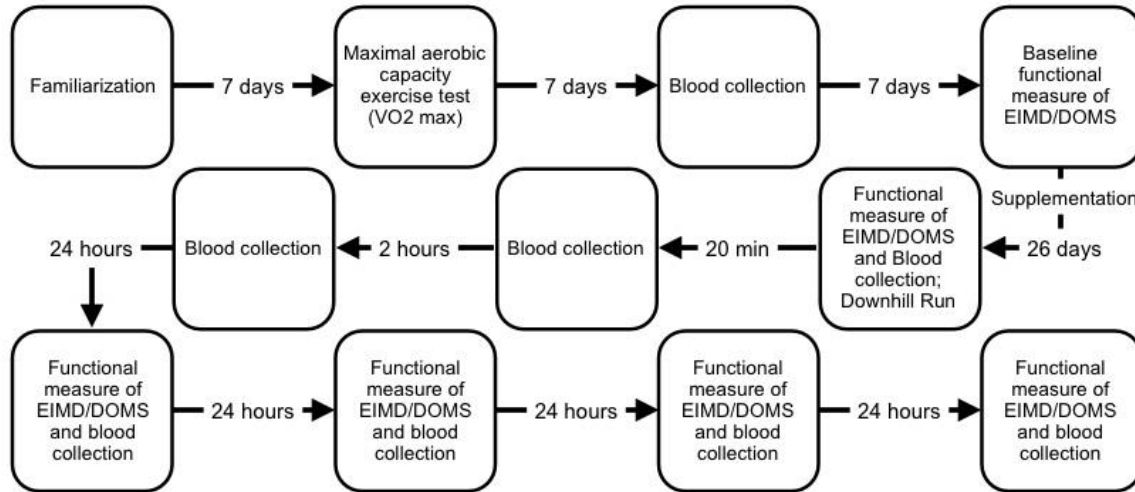 Familiarization
7 days
Maximal aerobic
capacity
exercise test
(VO2 max)
7 days
Blood collection
7 days
Baseline
functional
measure of
EIMD/DOMS
Supplementation
26 days
Functional
measure of
EIMD/DOMS
and Blood
collection;
Downhill Run
20 min
Blood collection
2 hours
Blood collection
24 hours
Functional
measure of
EIMD/DOMS
and blood
collection
24 hours
Functional
measure of
EIMD/DOMS
and blood
collection
24 hours
Functional
measure of
EIMD/DOMS
and blood
collection
24 hours
Functional
measure of
EIMD/DOMS
and blood
collection